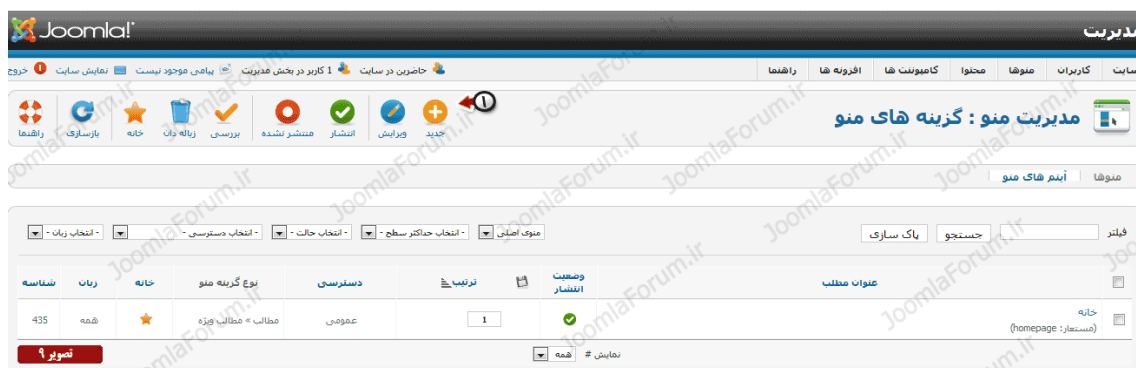 Joomla!
مدیریت
سایت کاربران منوها محتوا کامپوننت ها افزونه ها راهنما
حاضرین در سایت 1 کاربر در بخش مدیریت پیامی موجود نیست نمایش سایت خروج
مدیریت منو : گزینه های منو
۱
جدید ویرایش انتشار منتشر نشده بررسی زباله دان خانه بازسازی راهنما
منوها آیتم های منو
فیلتر جستجو پاک سازی
منوی اصلی - انتخاب حداکثر سطح - - انتخاب حالت - - انتخاب دسترسی - - انتخاب زبان -
عنوان مطلب وضعیت انتشار ترتیب دسترسی نوع گزینه منو خانه زبان شناسه
خانه
(مستعار: homepage)
1 عمومی مطالب » مطالب ویژه همه 435
نمایش # همه
تصویر ۹
JoomlaForum.ir